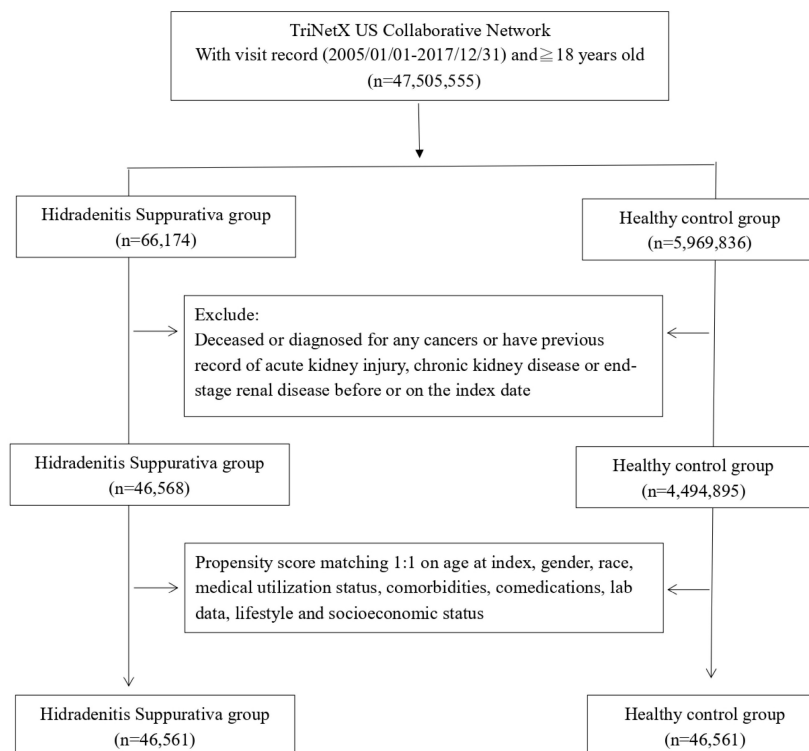 TriNetX US Collaborative Network
With visit record (2005/01/01-2017/12/31) and≧18 years old
(n=47,505,555)
Hidradenitis Suppurativa group
(n=66,174)
Healthy control group
(n=5,969,836)
Exclude:
Deceased or diagnosed for any cancers or have previous
record of acute kidney injury, chronic kidney disease or end-
stage renal disease before or on the index date
Hidradenitis Suppurativa group
(n=46,568)
Healthy control group
(n=4,494,895)
Propensity score matching 1:1 on age at index, gender, race,
medical utilization status, comorbidities, comedications, lab
data, lifestyle and socioeconomic status
Hidradenitis Suppurativa group
(n=46,561)
Healthy control group
(n=46,561)